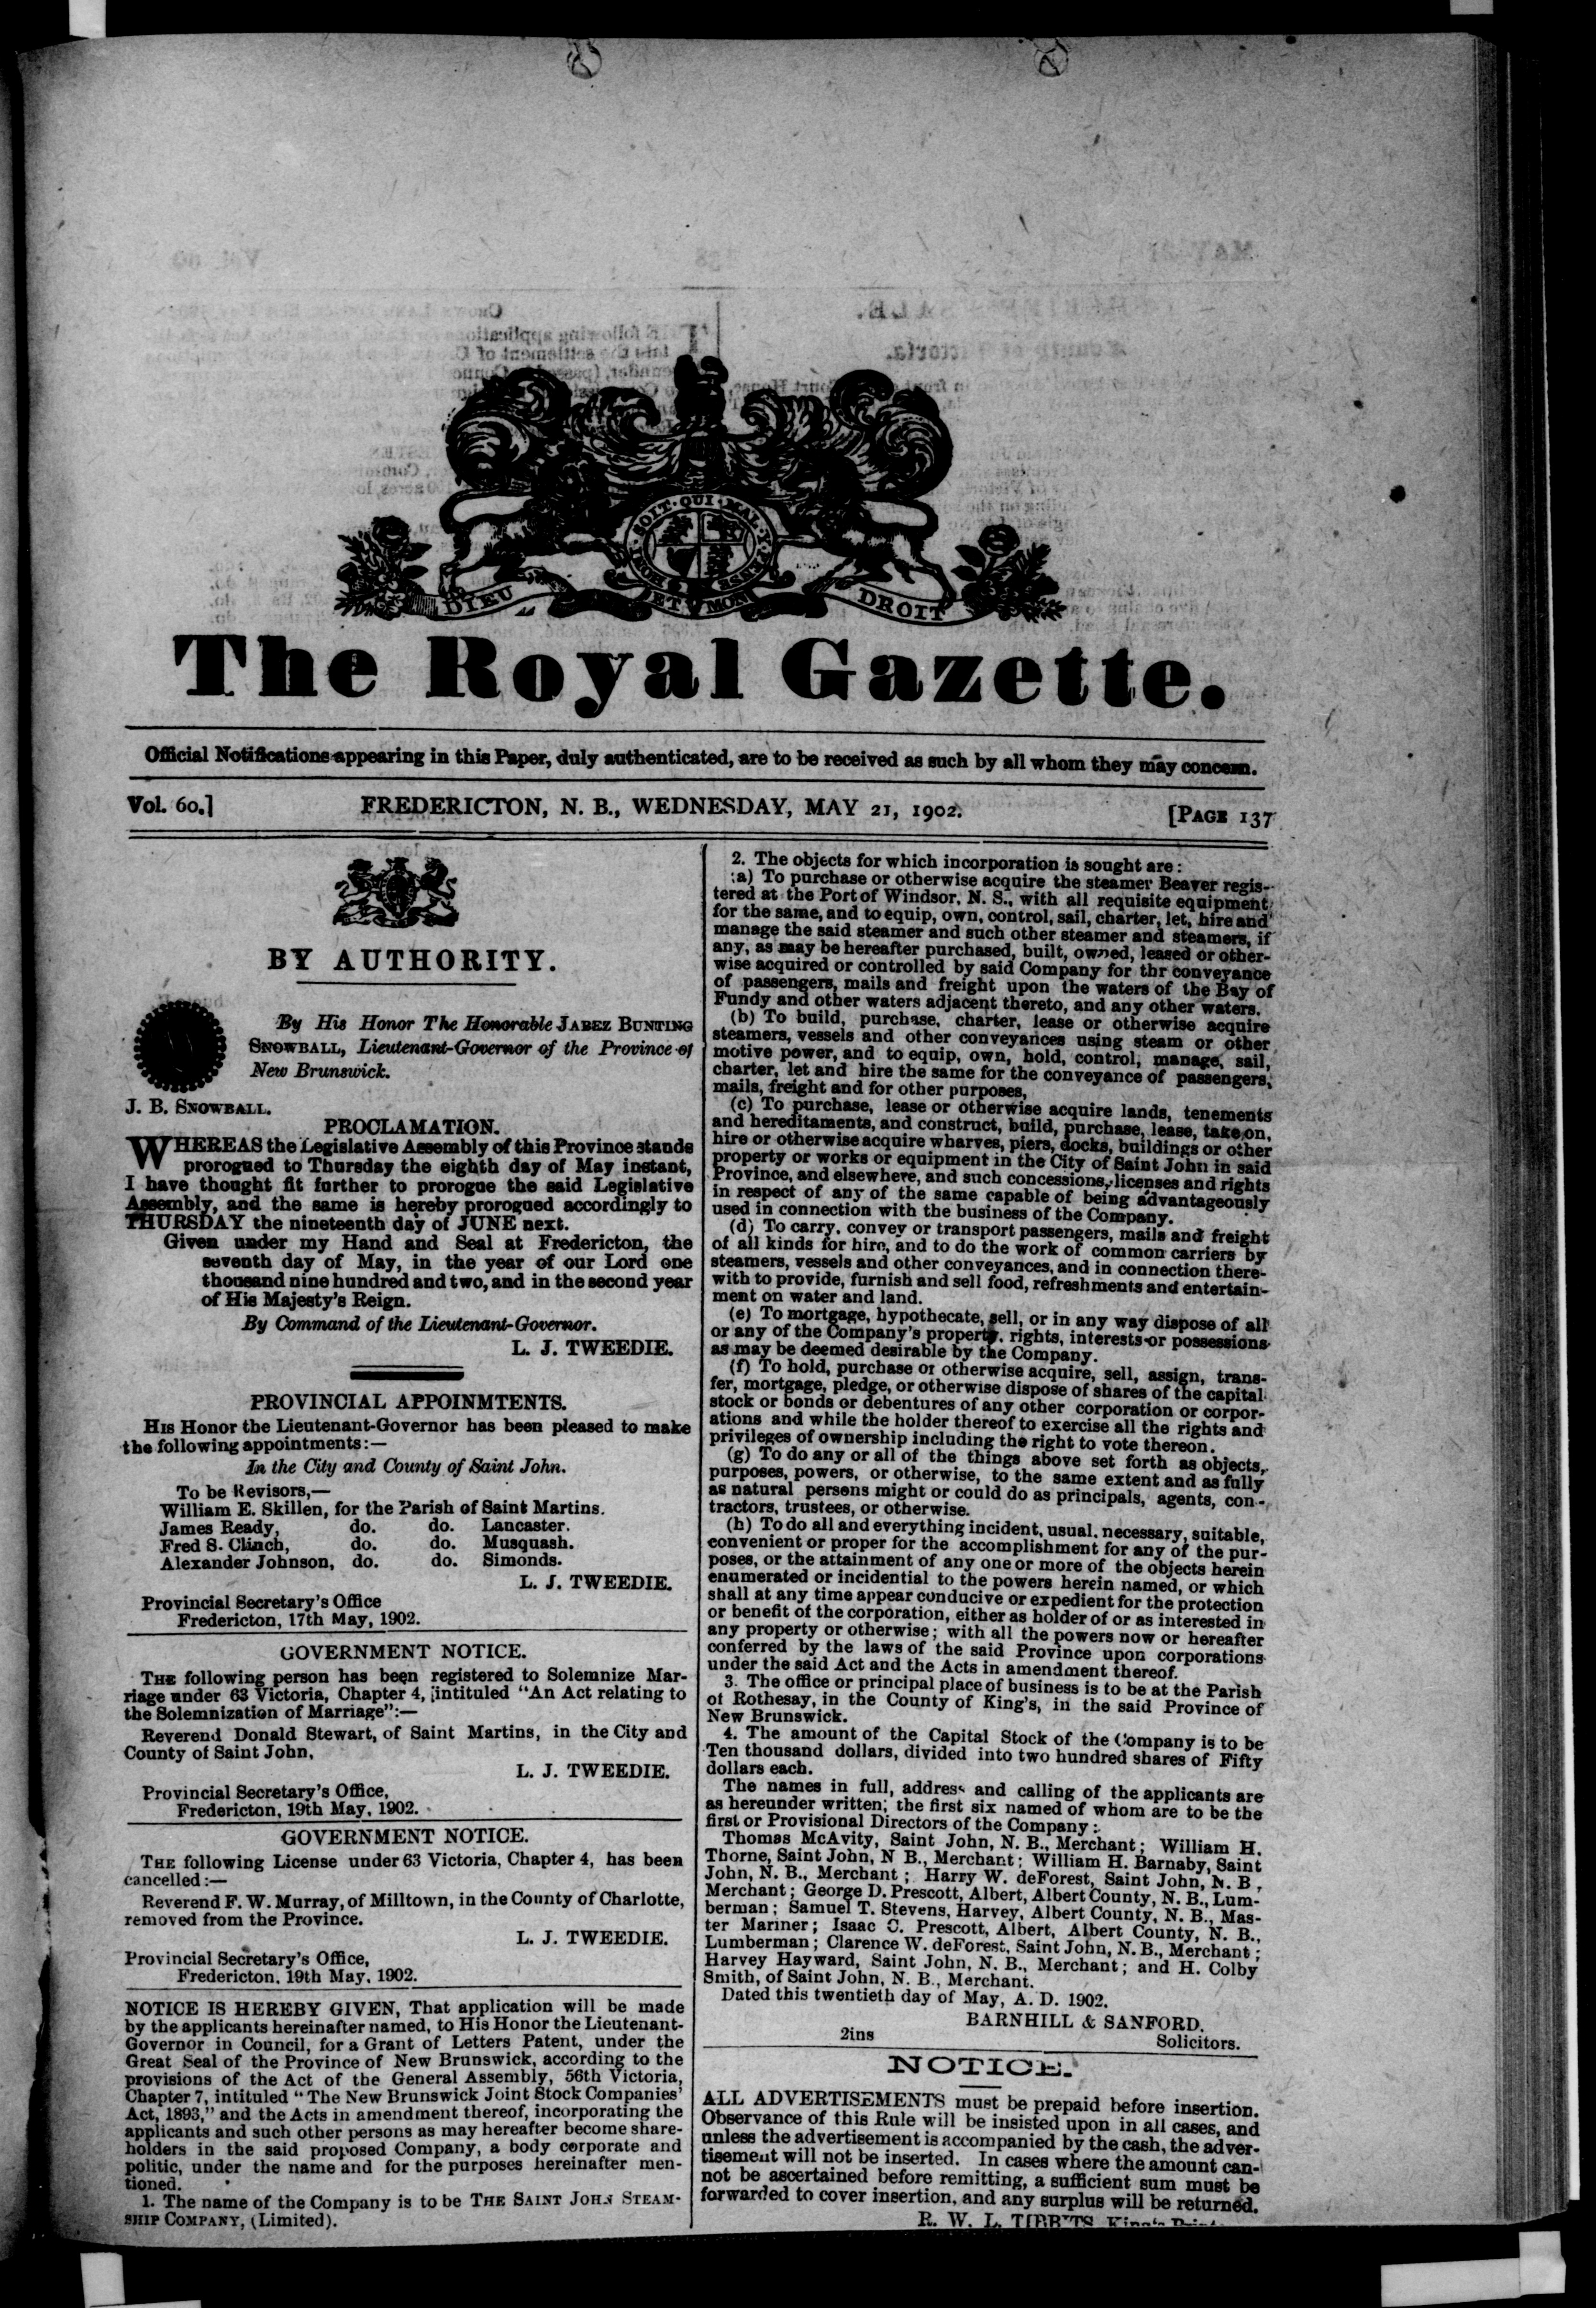 HONI·SOIT·QUI·MAL·Y·PENSE
DIEU ET MON DROIT
The Royal Gazette.
Official Notifications appearing in this Paper, duly authenticated, are to be received as such by all whom they may concern.
Vol. 60.] FREDERICTON, N. B., WEDNESDAY, MAY 21, 1902. [PAGE 137
BY AUTHORITY.
By His Honor The Honorable JABEZ BUNTING
SNOWBALL, Lieutenant-Governor of the Province of
New Brunswick.
J. B. SNOWBALL.
PROCLAMATION.
WHEREAS the Legislative Assembly of this Province stands
prorogued to Thursday the eighth day of May instant,
I have thought fit further to prorogue the said Legislative
Assembly, and the same is hereby prorogued accordingly to
THURSDAY the nineteenth day of JUNE next.
Given under my Hand and Seal at Fredericton, the
seventh day of May, in the year of our Lord one
thousand nine hundred and two, and in the second year
of His Majesty's Reign.
By Command of the Lieutenant-Governor.
L. J. TWEEDIE.
PROVINCIAL APPOINMTENTS.
HIS Honor the Lieutenant-Governor has been pleased to make
the following appointments:—
In the City and County of Saint John.
To be Revisors,—
William E. Skillen, for the Parish of Saint Martins.
James Ready, do. do. Lancaster.
Fred S. Clinch, do. do. Musquash.
Alexander Johnson, do. do. Simonds.
L. J. TWEEDIE.
Provincial Secretary's Office
Fredericton, 17th May, 1902.
GOVERNMENT NOTICE.
THE following person has been registered to Solemnize Mar-
riage under 63 Victoria, Chapter 4, intituled "An Act relating to
the Solemnization of Marriage":—
Reverend Donald Stewart, of Saint Martins, in the City and
County of Saint John,
L. J. TWEEDIE.
Provincial Secretary's Office,
Fredericton, 19th May, 1902.
GOVERNMENT NOTICE.
THE following License under 63 Victoria, Chapter 4, has been
cancelled:—
Reverend F. W. Murray, of Milltown, in the County of Charlotte,
removed from the Province.
L. J. TWEEDIE.
Provincial Secretary's Office,
Fredericton, 19th May, 1902.
NOTICE IS HEREBY GIVEN, That application will be made
by the applicants hereinafter named, to His Honor the Lieutenant-
Governor in Council, for a Grant of Letters Patent, under the
Great Seal of the Province of New Brunswick, according to the
provisions of the Act of the General Assembly, 56th Victoria,
Chapter 7, intituled "The New Brunswick Joint Stock Companies'
Act, 1893," and the Acts in amendment thereof, incorporating the
applicants and such other persons as may hereafter become share-
holders in the said proposed Company, a body corporate and
politic, under the name and for the purposes hereinafter men-
tioned.
1. The name of the Company is to be THE SAINT JOHN STEAM-
SHIP COMPANY, (Limited).
2. The objects for which incorporation is sought are:
(a) To purchase or otherwise acquire the steamer Beaver regis-
tered at the Port of Windsor, N. S., with all requisite equipment
for the same, and to equip, own, control, sail, charter, let, hire and
manage the said steamer and such other steamer and steamers, if
any, as may be hereafter purchased, built, owned, leased or other-
wise acquired or controlled by said Company for thr conveyance
of passengers, mails and freight upon the waters of the Bay of
Fundy and other waters adjacent thereto, and any other waters.
(b) To build, purchase, charter, lease or otherwise acquire
steamers, vessels and other conveyances using steam or other
motive power, and to equip, own, hold, control, manage, sail,
charter, let and hire the same for the conveyance of passengers,
mails, freight and for other purposes,
(c) To purchase, lease or otherwise acquire lands, tenements
and hereditaments, and construct, build, purchase, lease, take on,
hire or otherwise acquire wharves, piers, docks, buildings or other
property or works or equipment in the City of Saint John in said
Province, and elsewhere, and such concessions, licenses and rights
in respect of any of the same capable of being advantageously
used in connection with the business of the Company.
(d) To carry, convey or transport passengers, mails and freight
of all kinds for hire, and to do the work of common carriers by
steamers, vessels and other conveyances, and in connection there-
with to provide, furnish and sell food, refreshments and entertain-
ment on water and land.
(e) To mortgage, hypothecate, sell, or in any way dispose of all
or any of the Company's property, rights, interests or possessions
as may be deemed desirable by the Company.
(f) To hold, purchase or otherwise acquire, sell, assign, trans-
fer, mortgage, pledge, or otherwise dispose of shares of the capital
stock or bonds or debentures of any other corporation or corpor-
ations and while the holder thereof to exercise all the rights and
privileges of ownership including the right to vote thereon.
(g) To do any or all of the things above set forth as objects,
purposes, powers, or otherwise, to the same extent and as fully
as natural persens might or could do as principals, agents, con-
tractors, trustees, or otherwise.
(h) To do all and everything incident, usual, necessary, suitable,
convenient or proper for the accomplishment for any of the pur-
poses, or the attainment of any one or more of the objects herein
enumerated or incidential to the powers herein named, or which
shall at any time appear conducive or expedient for the protection
or benefit of the corporation, either as holder of or as interested in
any property or otherwise; with all the powers now or hereafter
conferred by the laws of the said Province upon corporations
under the said Act and the Acts in amendment thereof.
3. The office or principal place of business is to be at the Parish
of Rothesay, in the County of King's, in the said Province of
New Brunswick.
4. The amount of the Capital Stock of the Company is to be
Ten thousand dollars, divided into two hundred shares of Fifty
dollars each.
The names in full, address and calling of the applicants are
as hereunder written; the first six named of whom are to be the
first or Provisional Directors of the Company:
Thomas McAvity, Saint John, N. B., Merchant; William H.
Thorne, Saint John, N B., Merchant; William H. Barnaby, Saint
John, N. B., Merchant; Harry W. deForest, Saint John, N. B,
Merchant; George D. Prescott, Albert, Albert County, N. B., Lum-
berman; Samuel T. Stevens, Harvey, Albert County, N. B., Mas-
ter Mariner; Isaac C. Prescott, Albert, Albert County, N. B.,
Lumberman; Clarence W. deForest, Saint John, N. B., Merchant;
Harvey Hayward, Saint John, N. B., Merchant; and H. Colby
Smith, of Saint John, N. B., Merchant.
Dated this twentieth day of May, A. D. 1902.
BARNHILL & SANFORD,
2ins Solicitors.
NOTICE.
ALL ADVERTISEMENTS must be prepaid before insertion.
Observance of this Rule will be insisted upon in all cases, and
unless the advertisement is accompanied by the cash, the adver-
tisement will not be inserted. In cases where the amount can-
not be ascertained before remitting, a sufficient sum must be
forwarded to cover insertion, and any surplus will be returned.
R. W. L. TIBBITS King's